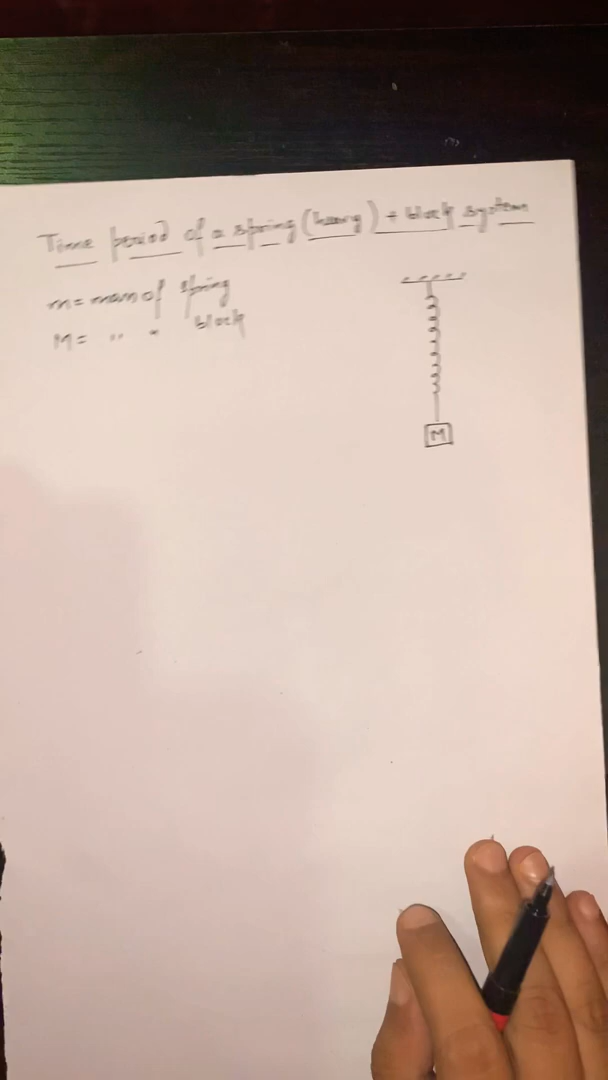 Time period of a spring (heavy) + block system
m = mass of spring
M = " " block
M